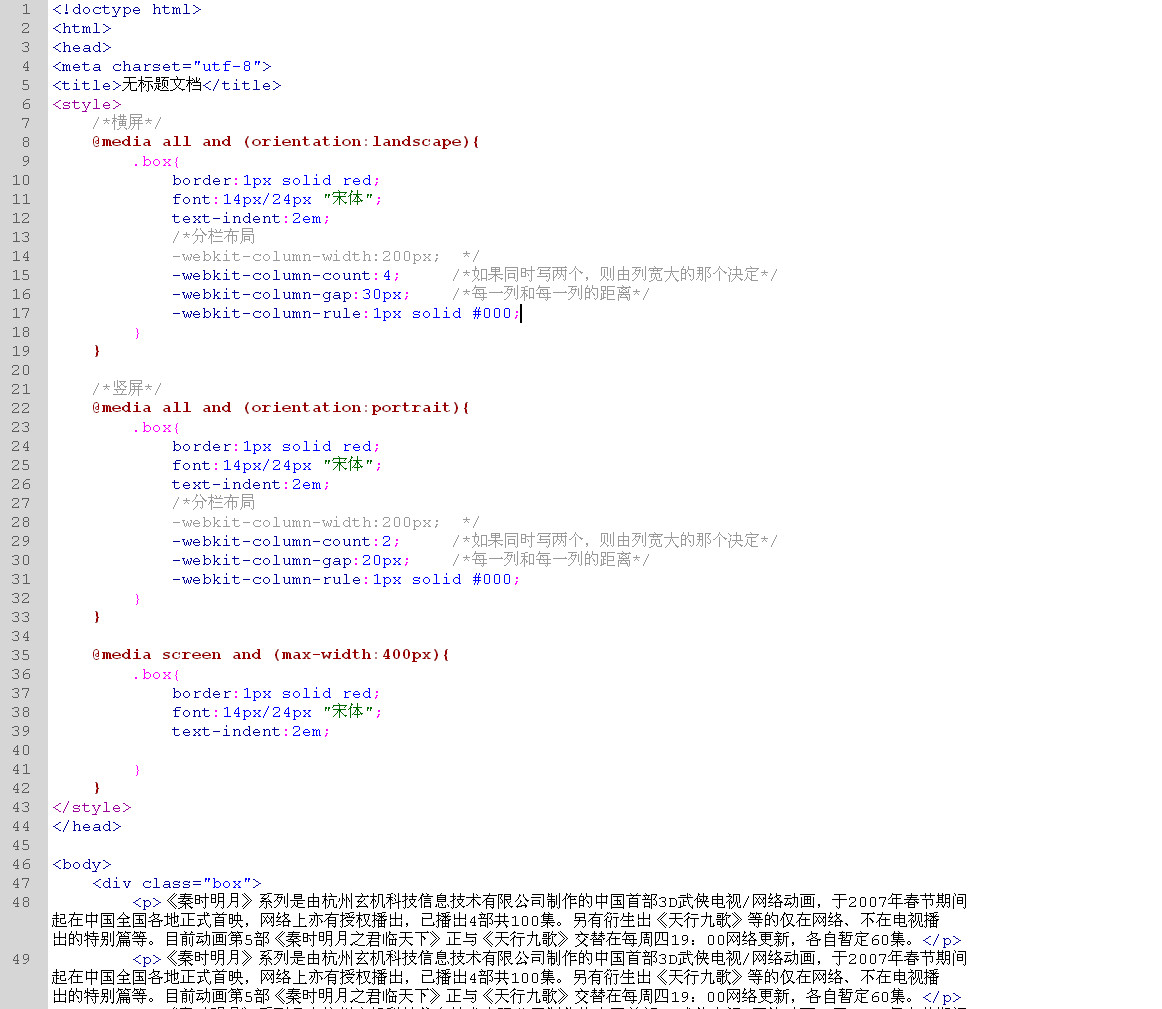 1 <!doctype html>
2 <html>
3 <head>
4 <meta charset="utf-8">
5 <title>无标题文档</title>
6 <style>
7 /*横屏*/
8 @media all and (orientation:landscape){
9 .box{
10 border:1px solid red;
11 font:14px/24px "宋体";
12 text-indent:2em;
13 /*分栏布局
14 -webkit-column-width:200px; */
15 -webkit-column-count:4; /*如果同时写两个，则由列宽大的那个决定*/
16 -webkit-column-gap:30px; /*每一列和每一列的距离*/
17 -webkit-column-rule:1px solid #000;
18 }
19 }
20
21 /*竖屏*/
22 @media all and (orientation:portrait){
23 .box{
24 border:1px solid red;
25 font:14px/24px "宋体";
26 text-indent:2em;
27 /*分栏布局
28 -webkit-column-width:200px; */
29 -webkit-column-count:2; /*如果同时写两个，则由列宽大的那个决定*/
30 -webkit-column-gap:20px; /*每一列和每一列的距离*/
31 -webkit-column-rule:1px solid #000;
32 }
33 }
34
35 @media screen and (max-width:400px){
36 .box{
37 border:1px solid red;
38 font:14px/24px "宋体";
39 text-indent:2em;
40
41 }
42 }
43 </style>
44 </head>
45
46 <body>
47 <div class="box">
48 <p>《秦时明月》系列是由杭州玄机科技信息技术有限公司制作的中国首部3D武侠电视/网络动画，于2007年春节期间
起在中国全国各地正式首映，网络上亦有授权播出，已播出4部共100集。另有衍生出《天行九歌》等的仅在网络、不在电视播
出的特别篇等。目前动画第5部《秦时明月之君临天下》正与《天行九歌》交替在每周四19：00网络更新，各自暂定60集。</p>
49 <p>《秦时明月》系列是由杭州玄机科技信息技术有限公司制作的中国首部3D武侠电视/网络动画，于2007年春节期间
起在中国全国各地正式首映，网络上亦有授权播出，已播出4部共100集。另有衍生出《天行九歌》等的仅在网络、不在电视播
出的特别篇等。目前动画第5部《秦时明月之君临天下》正与《天行九歌》交替在每周四19：00网络更新，各自暂定60集。</p>